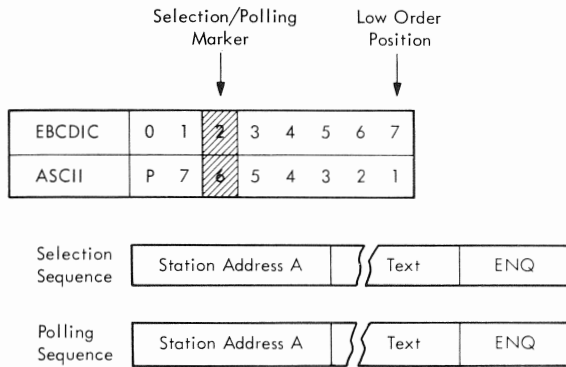 Selection/Polling
Marker
Low Order
Position
EBCDIC 0 1 2 3 4 5 6 7
ASCII P 7 6 5 4 3 2 1
Selection
Sequence
Station Address A Text ENQ
Polling
Sequence
Station Address A Text ENQ